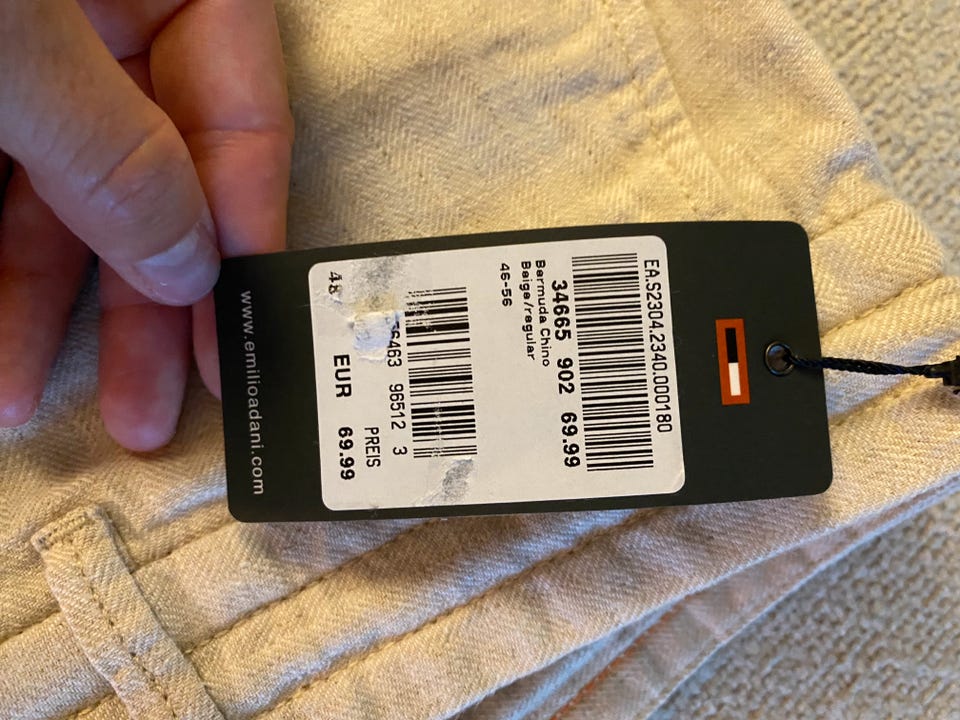 EA.S2304.2340.000180
34665 902 69.99
Bermuda Chino
Beige/regular
46-56
96512 3
PREIS
48 EUR 69.99
www.emilioadani.com